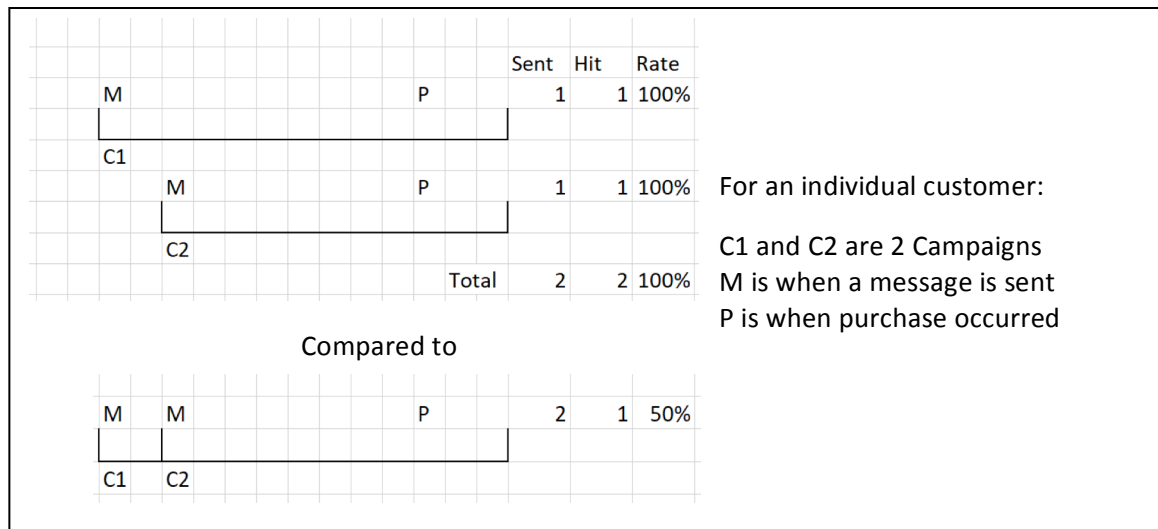 Sent Hit Rate
M P 1 1 100%
C1
M P 1 1 100%
For an individual customer:
C2
C1 and C2 are 2 Campaigns
Total 2 2 100%
M is when a message is sent
P is when purchase occurred
Compared to
M M P 2 1 50%
C1 C2